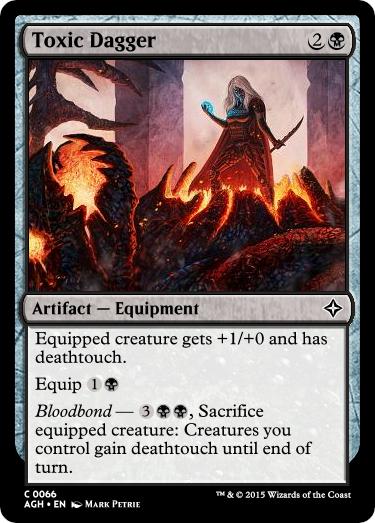 Toxic Dagger 2
Artifact — Equipment
Equipped creature gets +1/+0 and has
deathtouch.
Equip 1
Bloodbond — 3, Sacrifice
equipped creature: Creatures you
control gain deathtouch until end of
turn.
C 0066
AGH • EN Mark Petrie
™ & © 2015 Wizards of the Coast